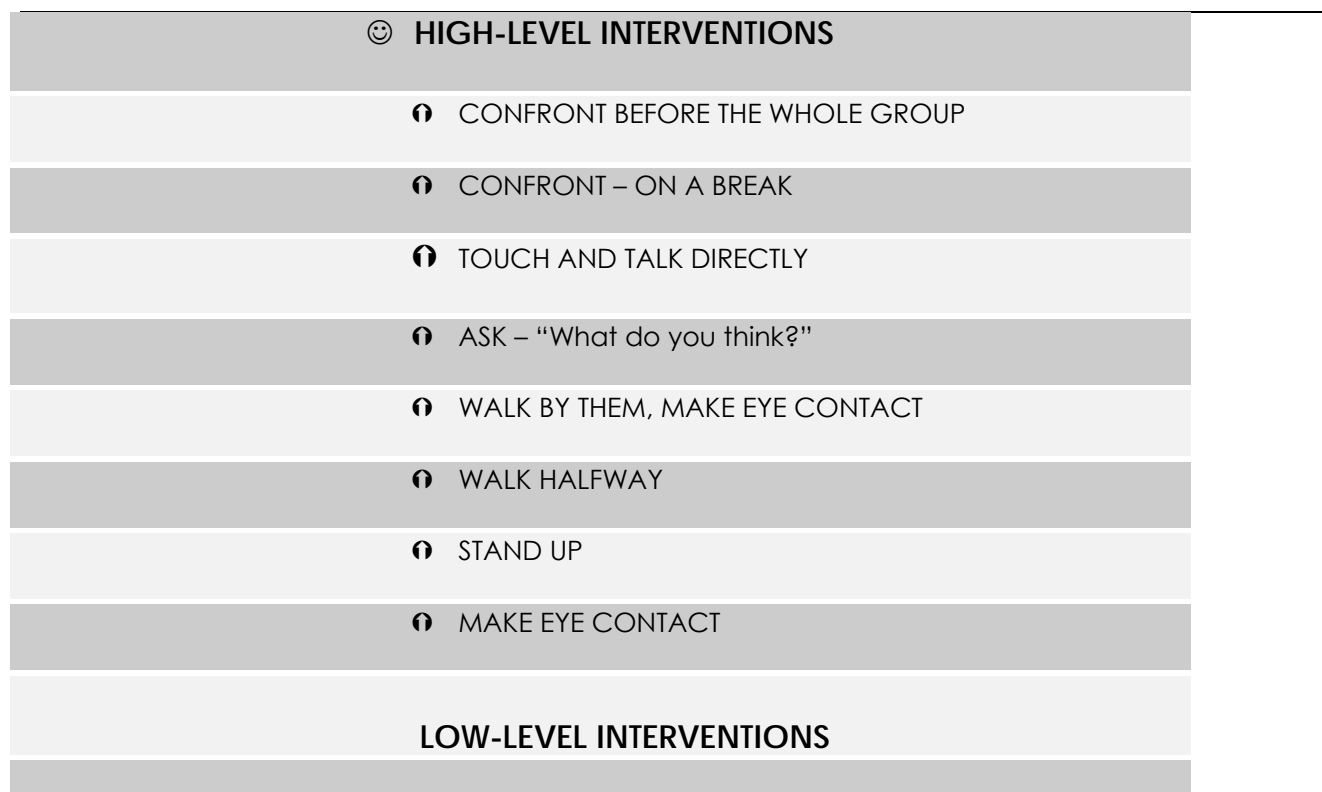 ☺ HIGH-LEVEL INTERVENTIONS
CONFRONT BEFORE THE WHOLE GROUP
CONFRONT – ON A BREAK
TOUCH AND TALK DIRECTLY
ASK – “What do you think?”
WALK BY THEM, MAKE EYE CONTACT
WALK HALFWAY
STAND UP
MAKE EYE CONTACT
LOW-LEVEL INTERVENTIONS